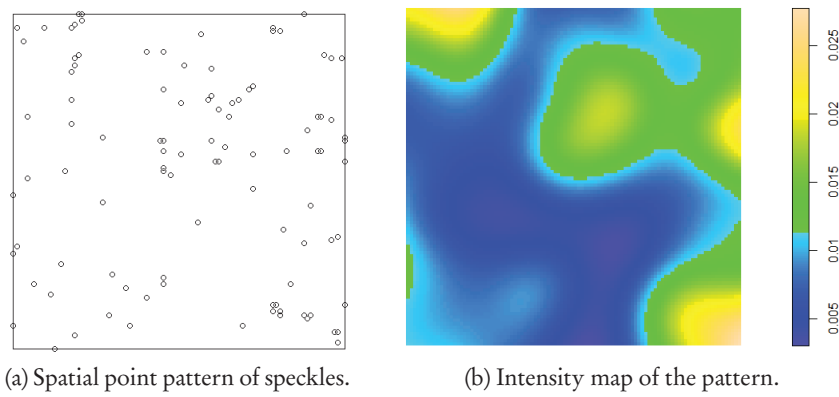 0.025
0.02
0.015
0.010
0.005
(a) Spatial point pattern of speckles.
(b) Intensity map of the pattern.